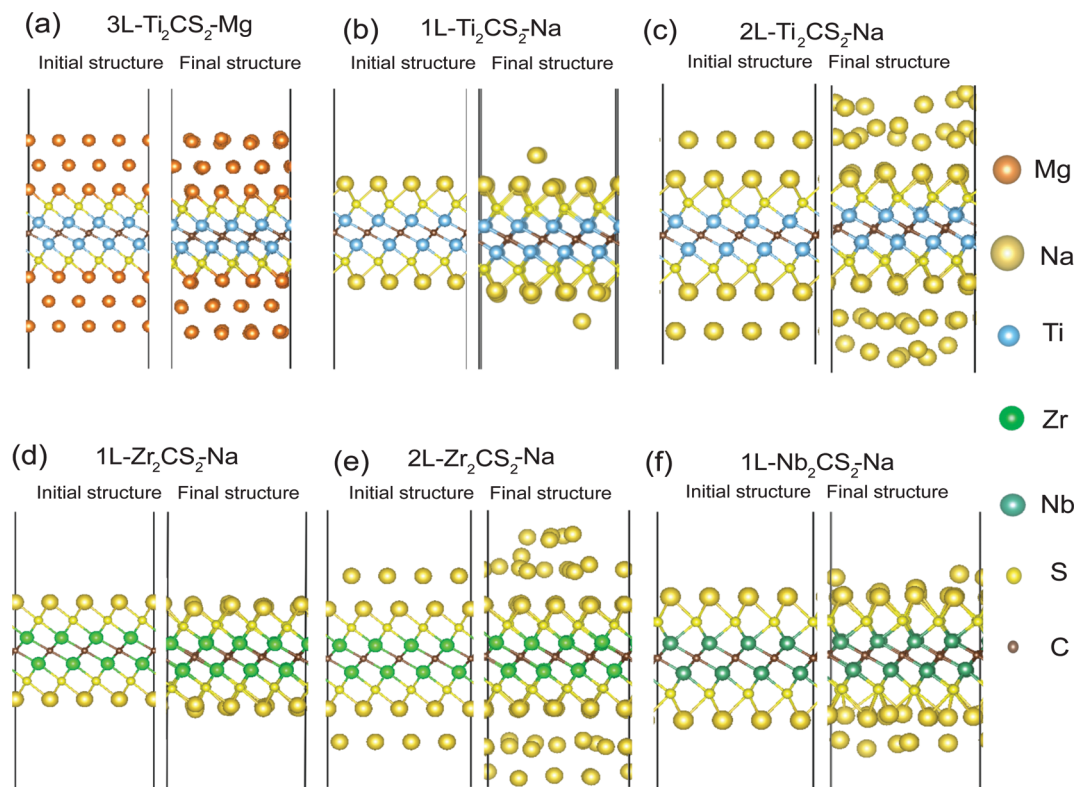 (a) 3L-Ti₂CS₂-Mg
Initial structure Final structure
(b) 1L-Ti₂CS₂-Na
Initial structure Final structure
(c) 2L-Ti₂CS₂-Na
Initial structure Final structure
Mg
Na
Ti
Zr
Nb
S
C
(d) 1L-Zr₂CS₂-Na
Initial structure Final structure
(e) 2L-Zr₂CS₂-Na
Initial structure Final structure
(f) 1L-Nb₂CS₂-Na
Initial structure Final structure